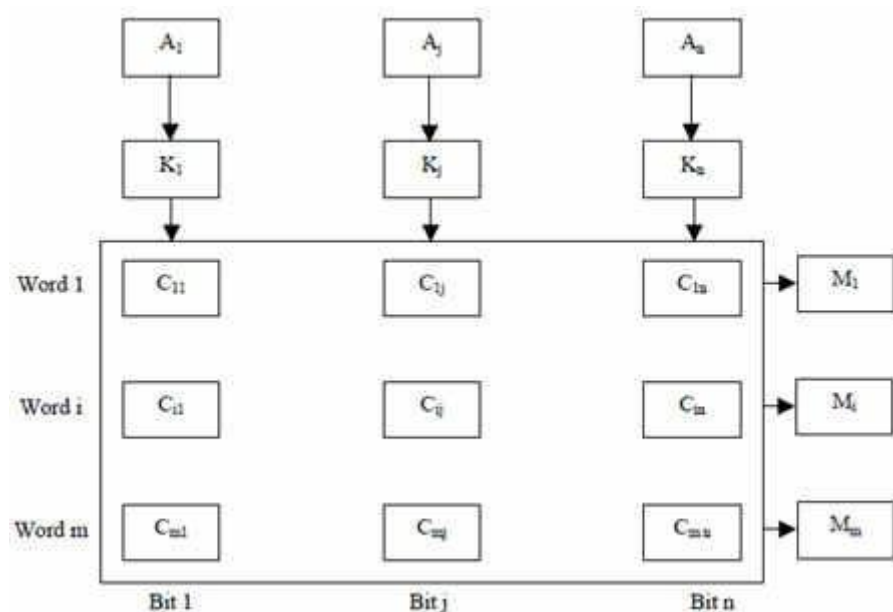 A₁ Aⱼ Aₙ
K₁ Kⱼ Kₙ
Word 1 C₁₁ C₁ⱼ C₁ₙ M₁
Word i Cᵢ₁ Cᵢⱼ Cᵢₙ Mᵢ
Word m Cₘ₁ Cₘⱼ Cₘₙ Mₘ
Bit 1 Bit j Bit n